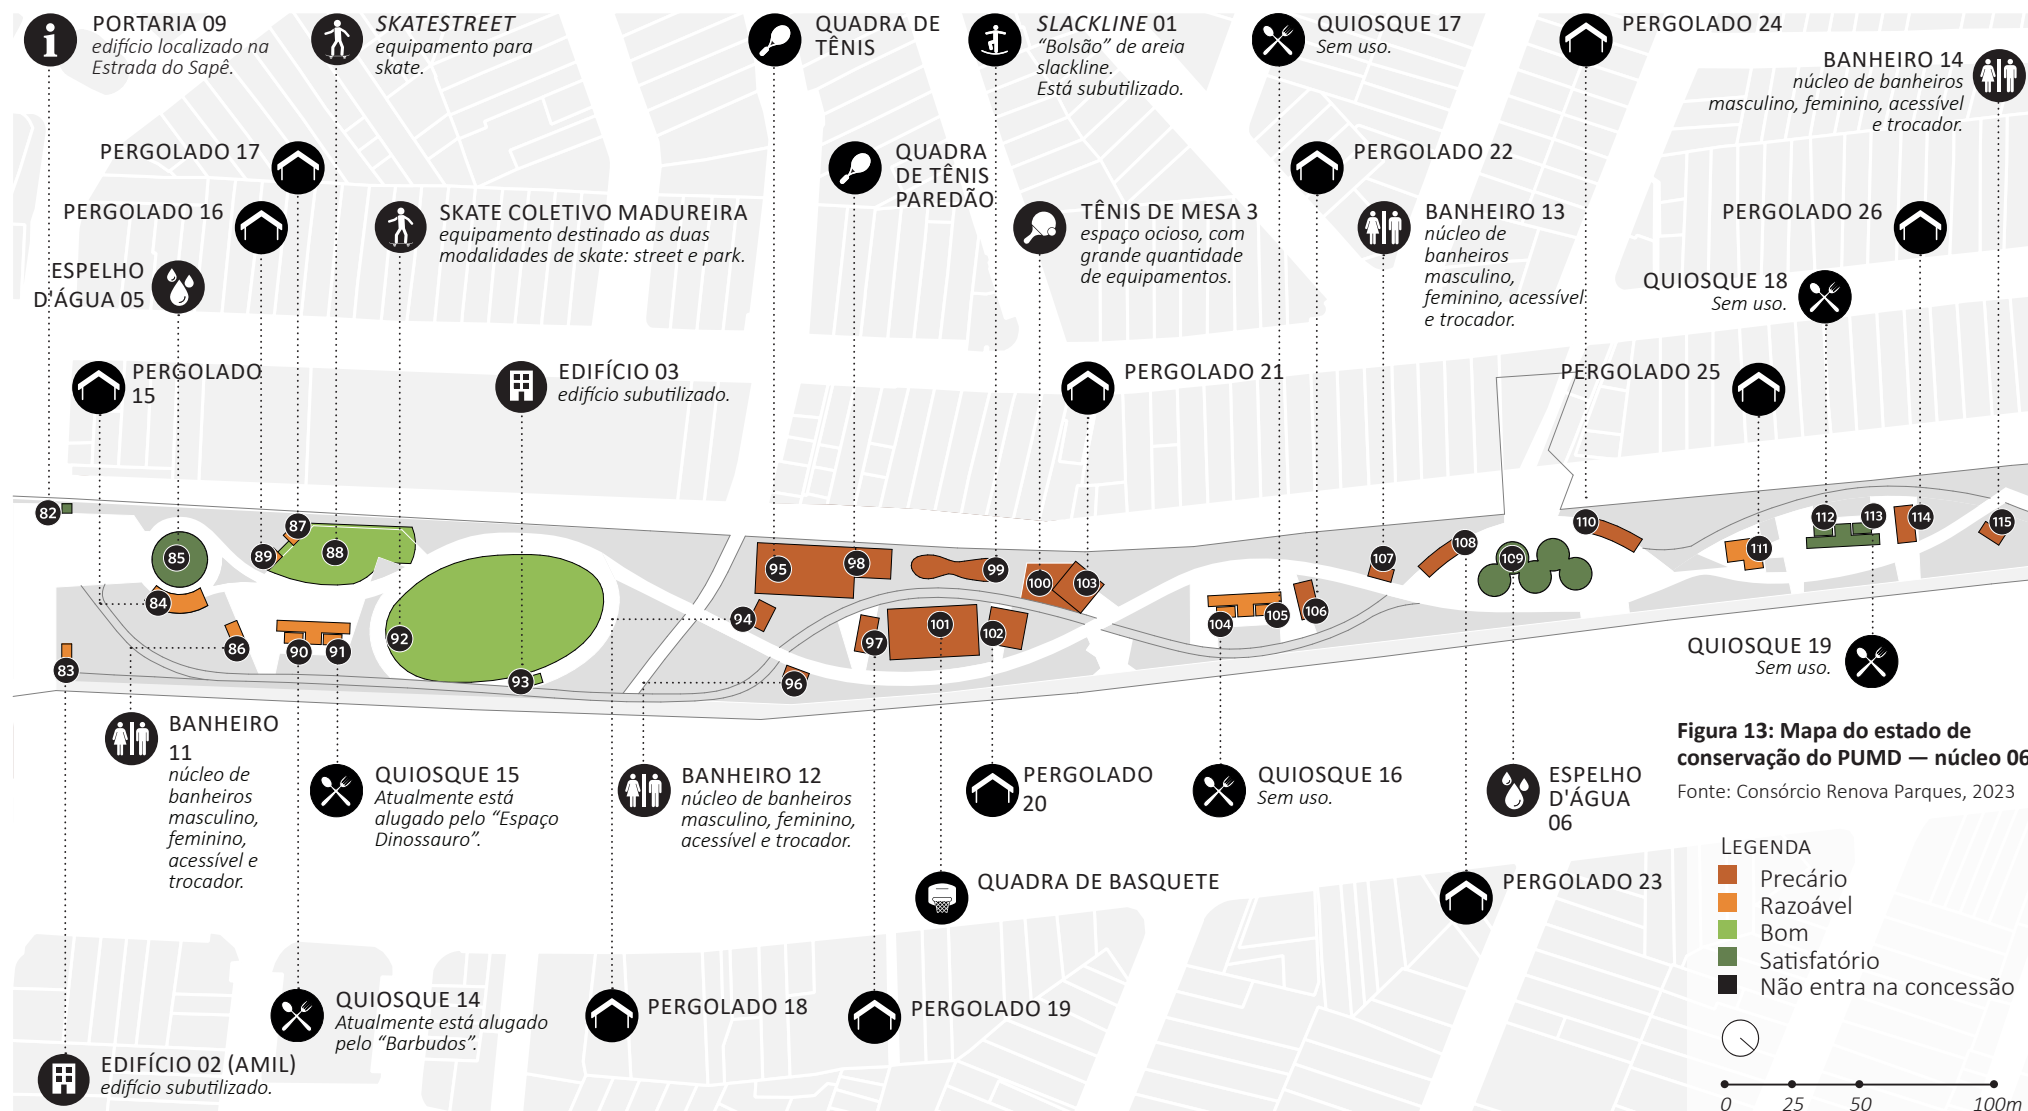 PORTARIA 09
edifício localizado na
Estrada do Sapê.
SKATESTREET
equipamento para
skate.
QUADRA DE
TÊNIS
SLACKLINE 01
“Bolsão” de areia
slackline.
Está subutilizado.
QUIOSQUE 17
Sem uso.
PERGOLADO 24
BANHEIRO 14
núcleo de banheiros
masculino, feminino, acessível
e trocador.
PERGOLADO 17
QUADRA
DE TÊNIS
PAREDÃO
PERGOLADO 22
PERGOLADO 16
SKATE COLETIVO MADUREIRA
equipamento destinado as duas
modalidades de skate: street e park.
TÊNIS DE MESA 3
espaço ocioso, com
grande quantidade
de equipamentos.
BANHEIRO 13
núcleo de
banheiros
masculino,
feminino, acessível
e trocador.
PERGOLADO 26
ESPELHO
D'ÁGUA 05
QUIOSQUE 18
Sem uso.
PERGOLADO
15
EDIFÍCIO 03
edifício subutilizado.
PERGOLADO 21
PERGOLADO 25
82
83
84
85
86
87
88
89
90
91
92
93
94
95
96
97
98
99
100
101
102
103
104
105
106
107
108
109
110
111
112
113
114
115
QUIOSQUE 19
Sem uso.
BANHEIRO
11
núcleo de
banheiros
masculino,
feminino,
acessível e
trocador.
QUIOSQUE 15
Atualmente está
alugado pelo “Espaço
Dinossauro”.
BANHEIRO 12
núcleo de banheiros
masculino, feminino,
acessível e trocador.
PERGOLADO
20
QUIOSQUE 16
Sem uso.
ESPELHO
D'ÁGUA
06
QUADRA DE BASQUETE
PERGOLADO 23
QUIOSQUE 14
Atualmente está alugado
pelo “Barbudos”.
PERGOLADO 18
PERGOLADO 19
EDIFÍCIO 02 (AMIL)
edifício subutilizado.
Figura 13: Mapa do estado de
conservação do PUMD — núcleo 06
Fonte: Consórcio Renova Parques, 2023
LEGENDA
Precário
Razoável
Bom
Satisfatório
Não entra na concessão
0 25 50 100m